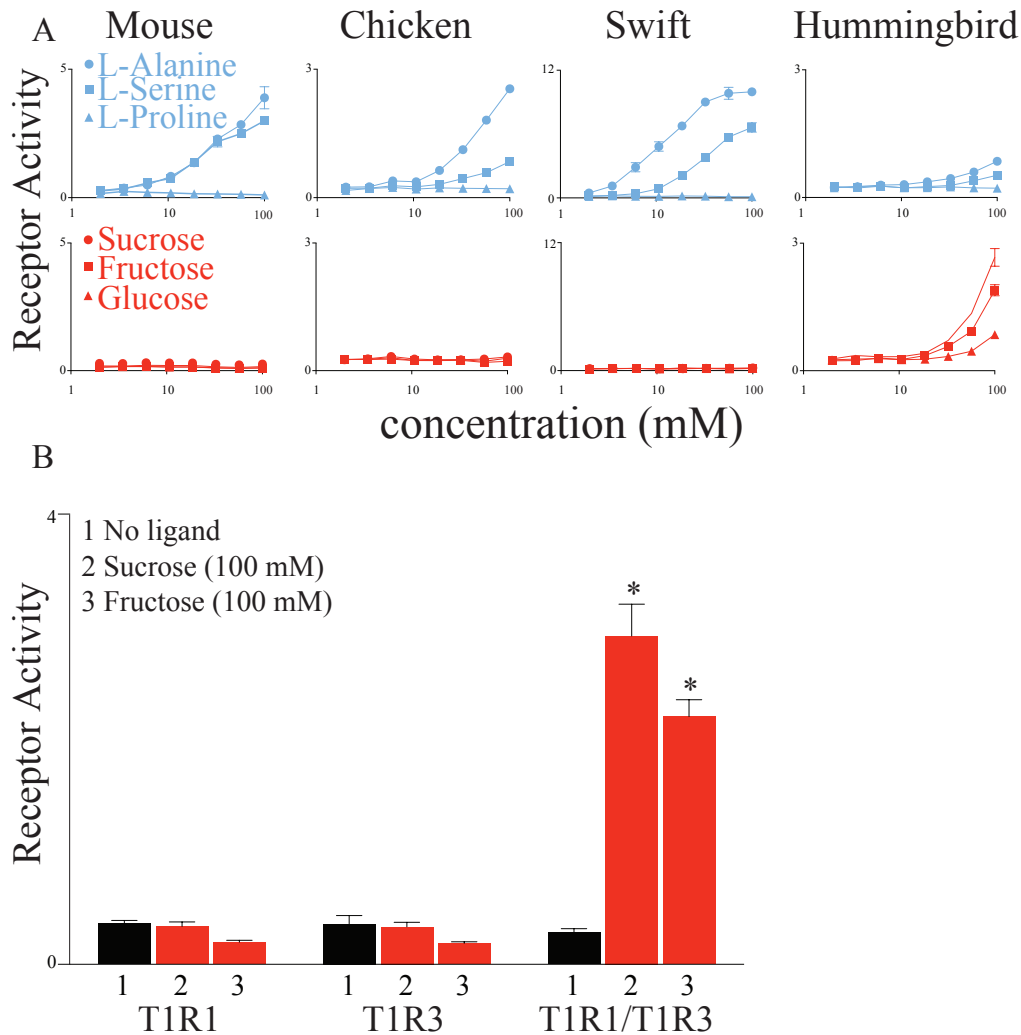 A
Mouse Chicken Swift Hummingbird
Receptor Activity
5 3 12 3
L-Alanine
L-Serine
L-Proline
0 0 0 0
1 10 100 1 10 100 1 10 100 1 10 100
5 3 12 3
Sucrose
Fructose
Glucose
0 0 0 0
1 10 100 1 10 100 1 10 100 1 10 100
concentration (mM)
B
Receptor Activity
4
1 No ligand
2 Sucrose (100 mM)
3 Fructose (100 mM)
* *
0
1 2 3 1 2 3 1 2 3
T1R1 T1R3 T1R1/T1R3